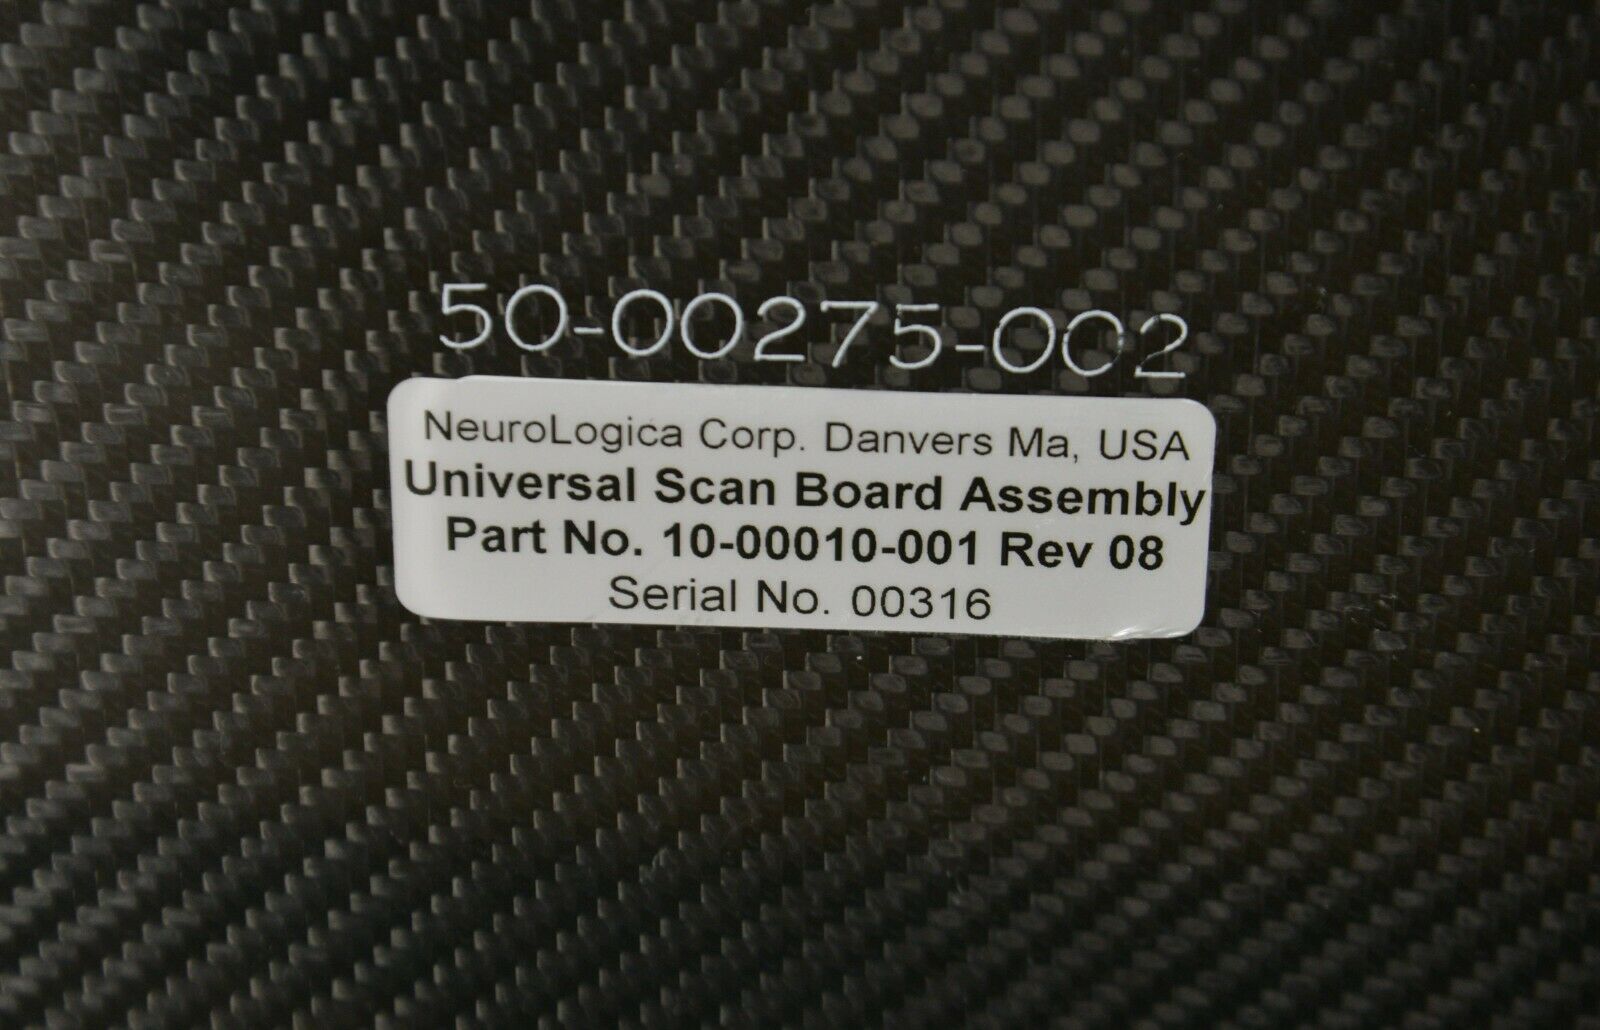 50-00275-002
NeuroLogica Corp. Danvers Ma, USA
Universal Scan Board Assembly
Part No. 10-00010-001 Rev 08
Serial No. 00316